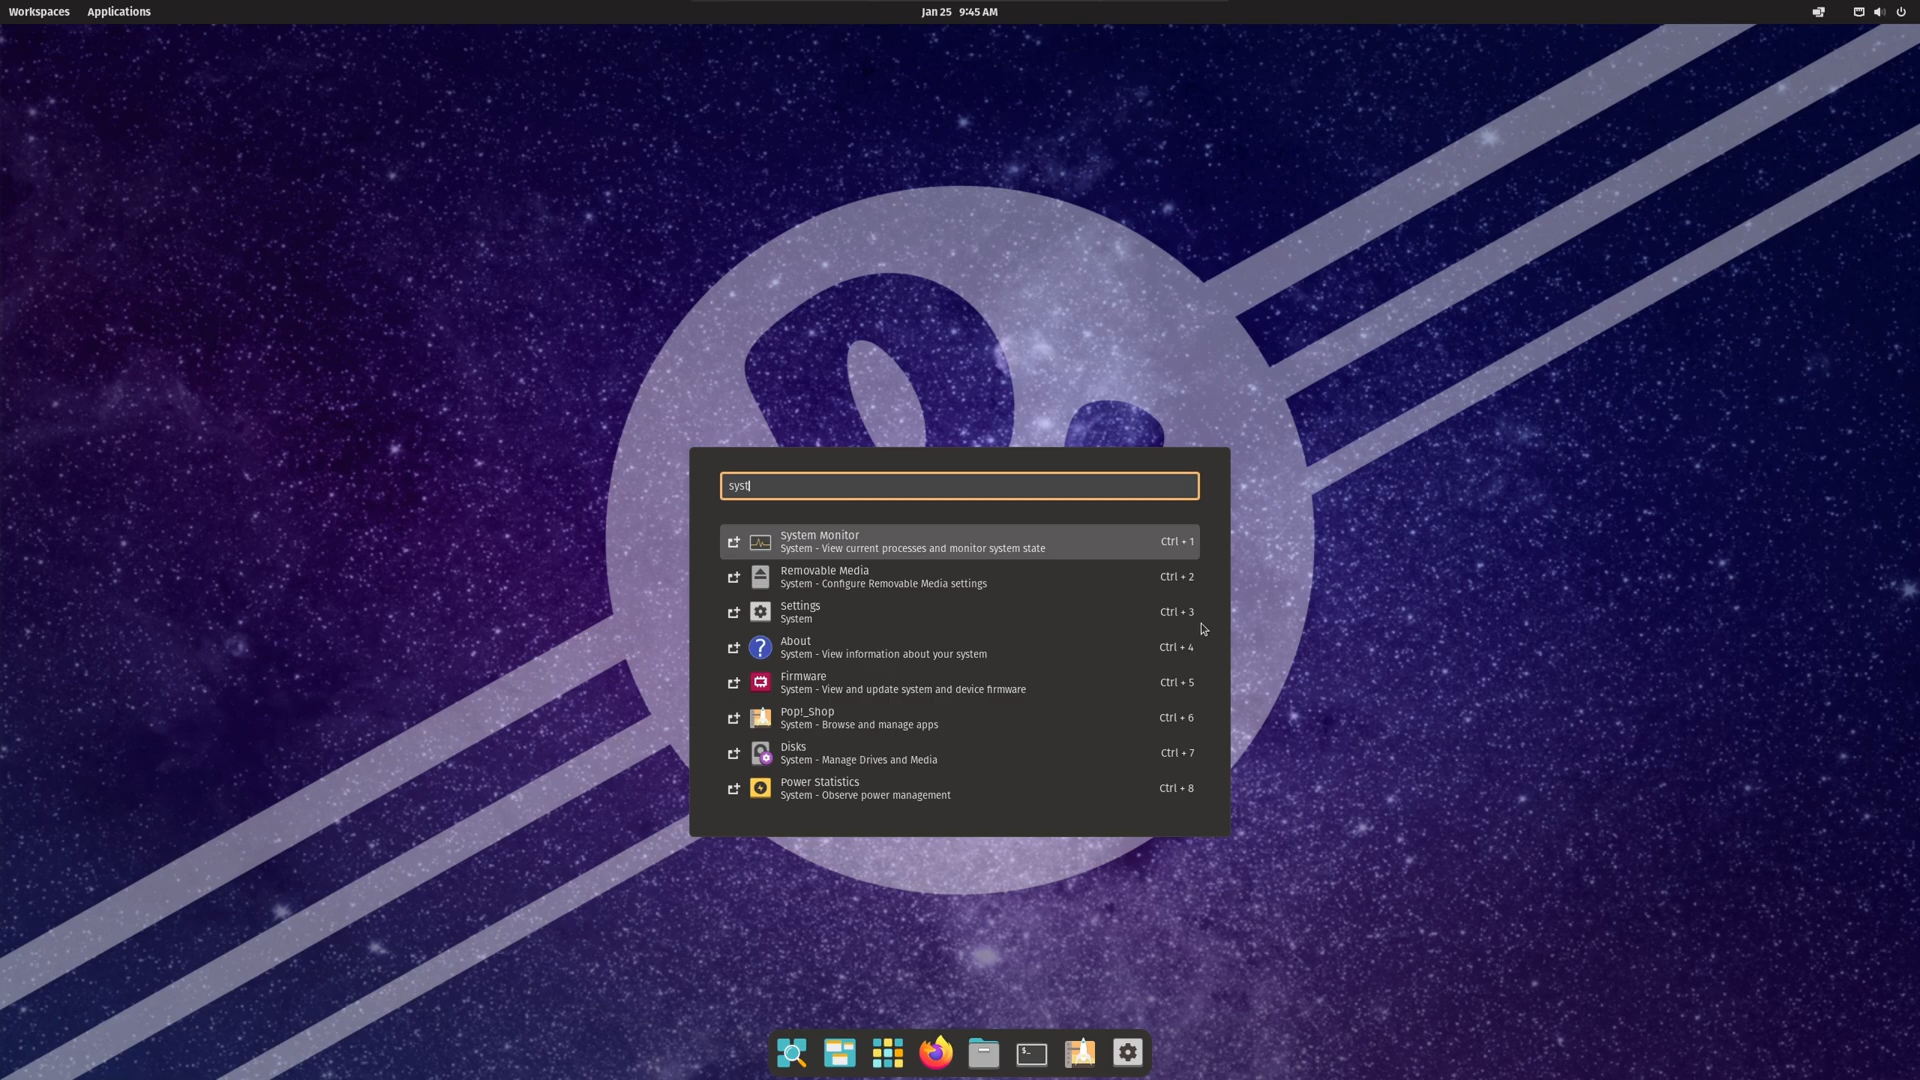 Workspaces Applications Jan 25 9:45 AM
syst
System Monitor
System - View current processes and monitor system state Ctrl + 1
Removable Media
System - Configure Removable Media settings Ctrl + 2
Settings
System Ctrl + 3
About
System - View information about your system Ctrl + 4
Firmware
System - View and update system and device firmware Ctrl + 5
Pop!_Shop
System - Browse and manage apps Ctrl + 6
Disks
System - Manage Drives and Media Ctrl + 7
Power Statistics
System - Observe power management Ctrl + 8